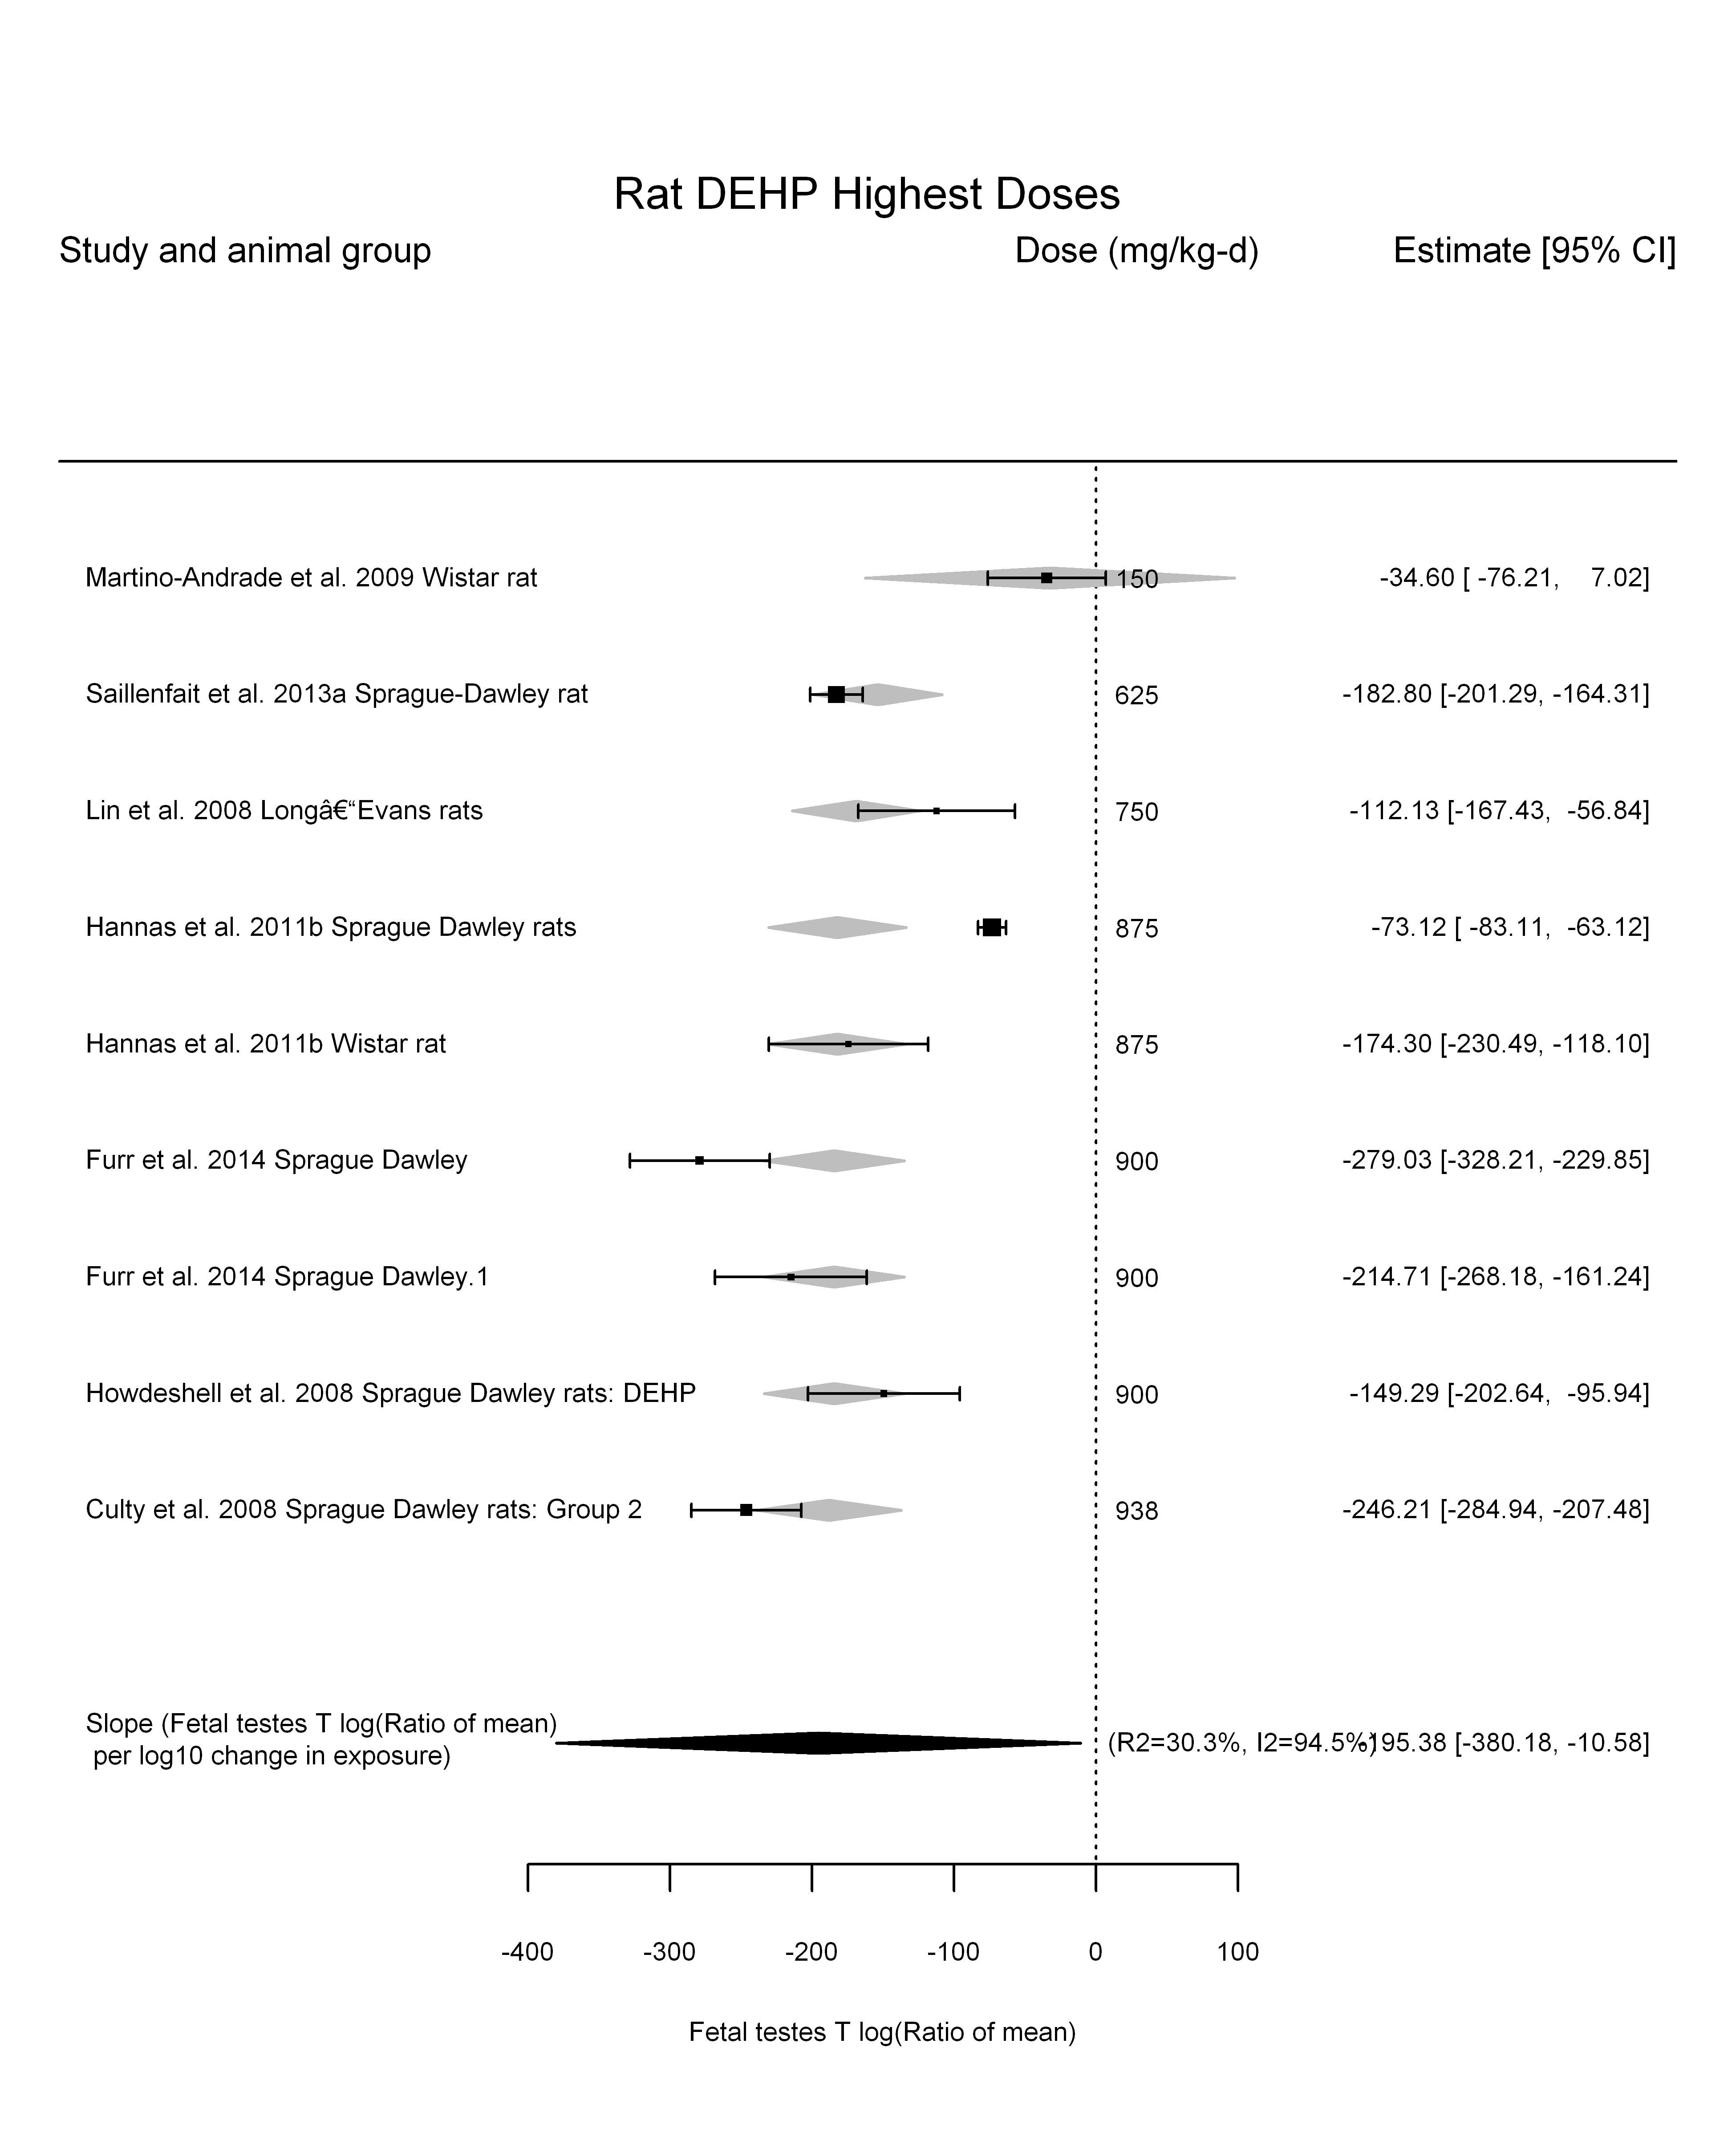 Rat DEHP Highest Doses
Study and animal group Dose (mg/kg-d) Estimate [95% CI]
Martino-Andrade et al. 2009 Wistar rat 150 -34.60 [ -76.21, 7.02]
Saillenfait et al. 2013a Sprague-Dawley rat 625 -182.80 [-201.29, -164.31]
Lin et al. 2008 Longâ€“Evans rats 750 -112.13 [-167.43, -56.84]
Hannas et al. 2011b Sprague Dawley rats 875 -73.12 [ -83.11, -63.12]
Hannas et al. 2011b Wistar rat 875 -174.30 [-230.49, -118.10]
Furr et al. 2014 Sprague Dawley 900 -279.03 [-328.21, -229.85]
Furr et al. 2014 Sprague Dawley.1 900 -214.71 [-268.18, -161.24]
Howdeshell et al. 2008 Sprague Dawley rats: DEHP 900 -149.29 [-202.64, -95.94]
Culty et al. 2008 Sprague Dawley rats: Group 2 938 -246.21 [-284.94, -207.48]
Slope (Fetal testes T log(Ratio of mean)
per log10 change in exposure)
(R2=30.3%, I2=94.5%) -195.38 [-380.18, -10.58]
-400 -300 -200 -100 0 100
Fetal testes T log(Ratio of mean)